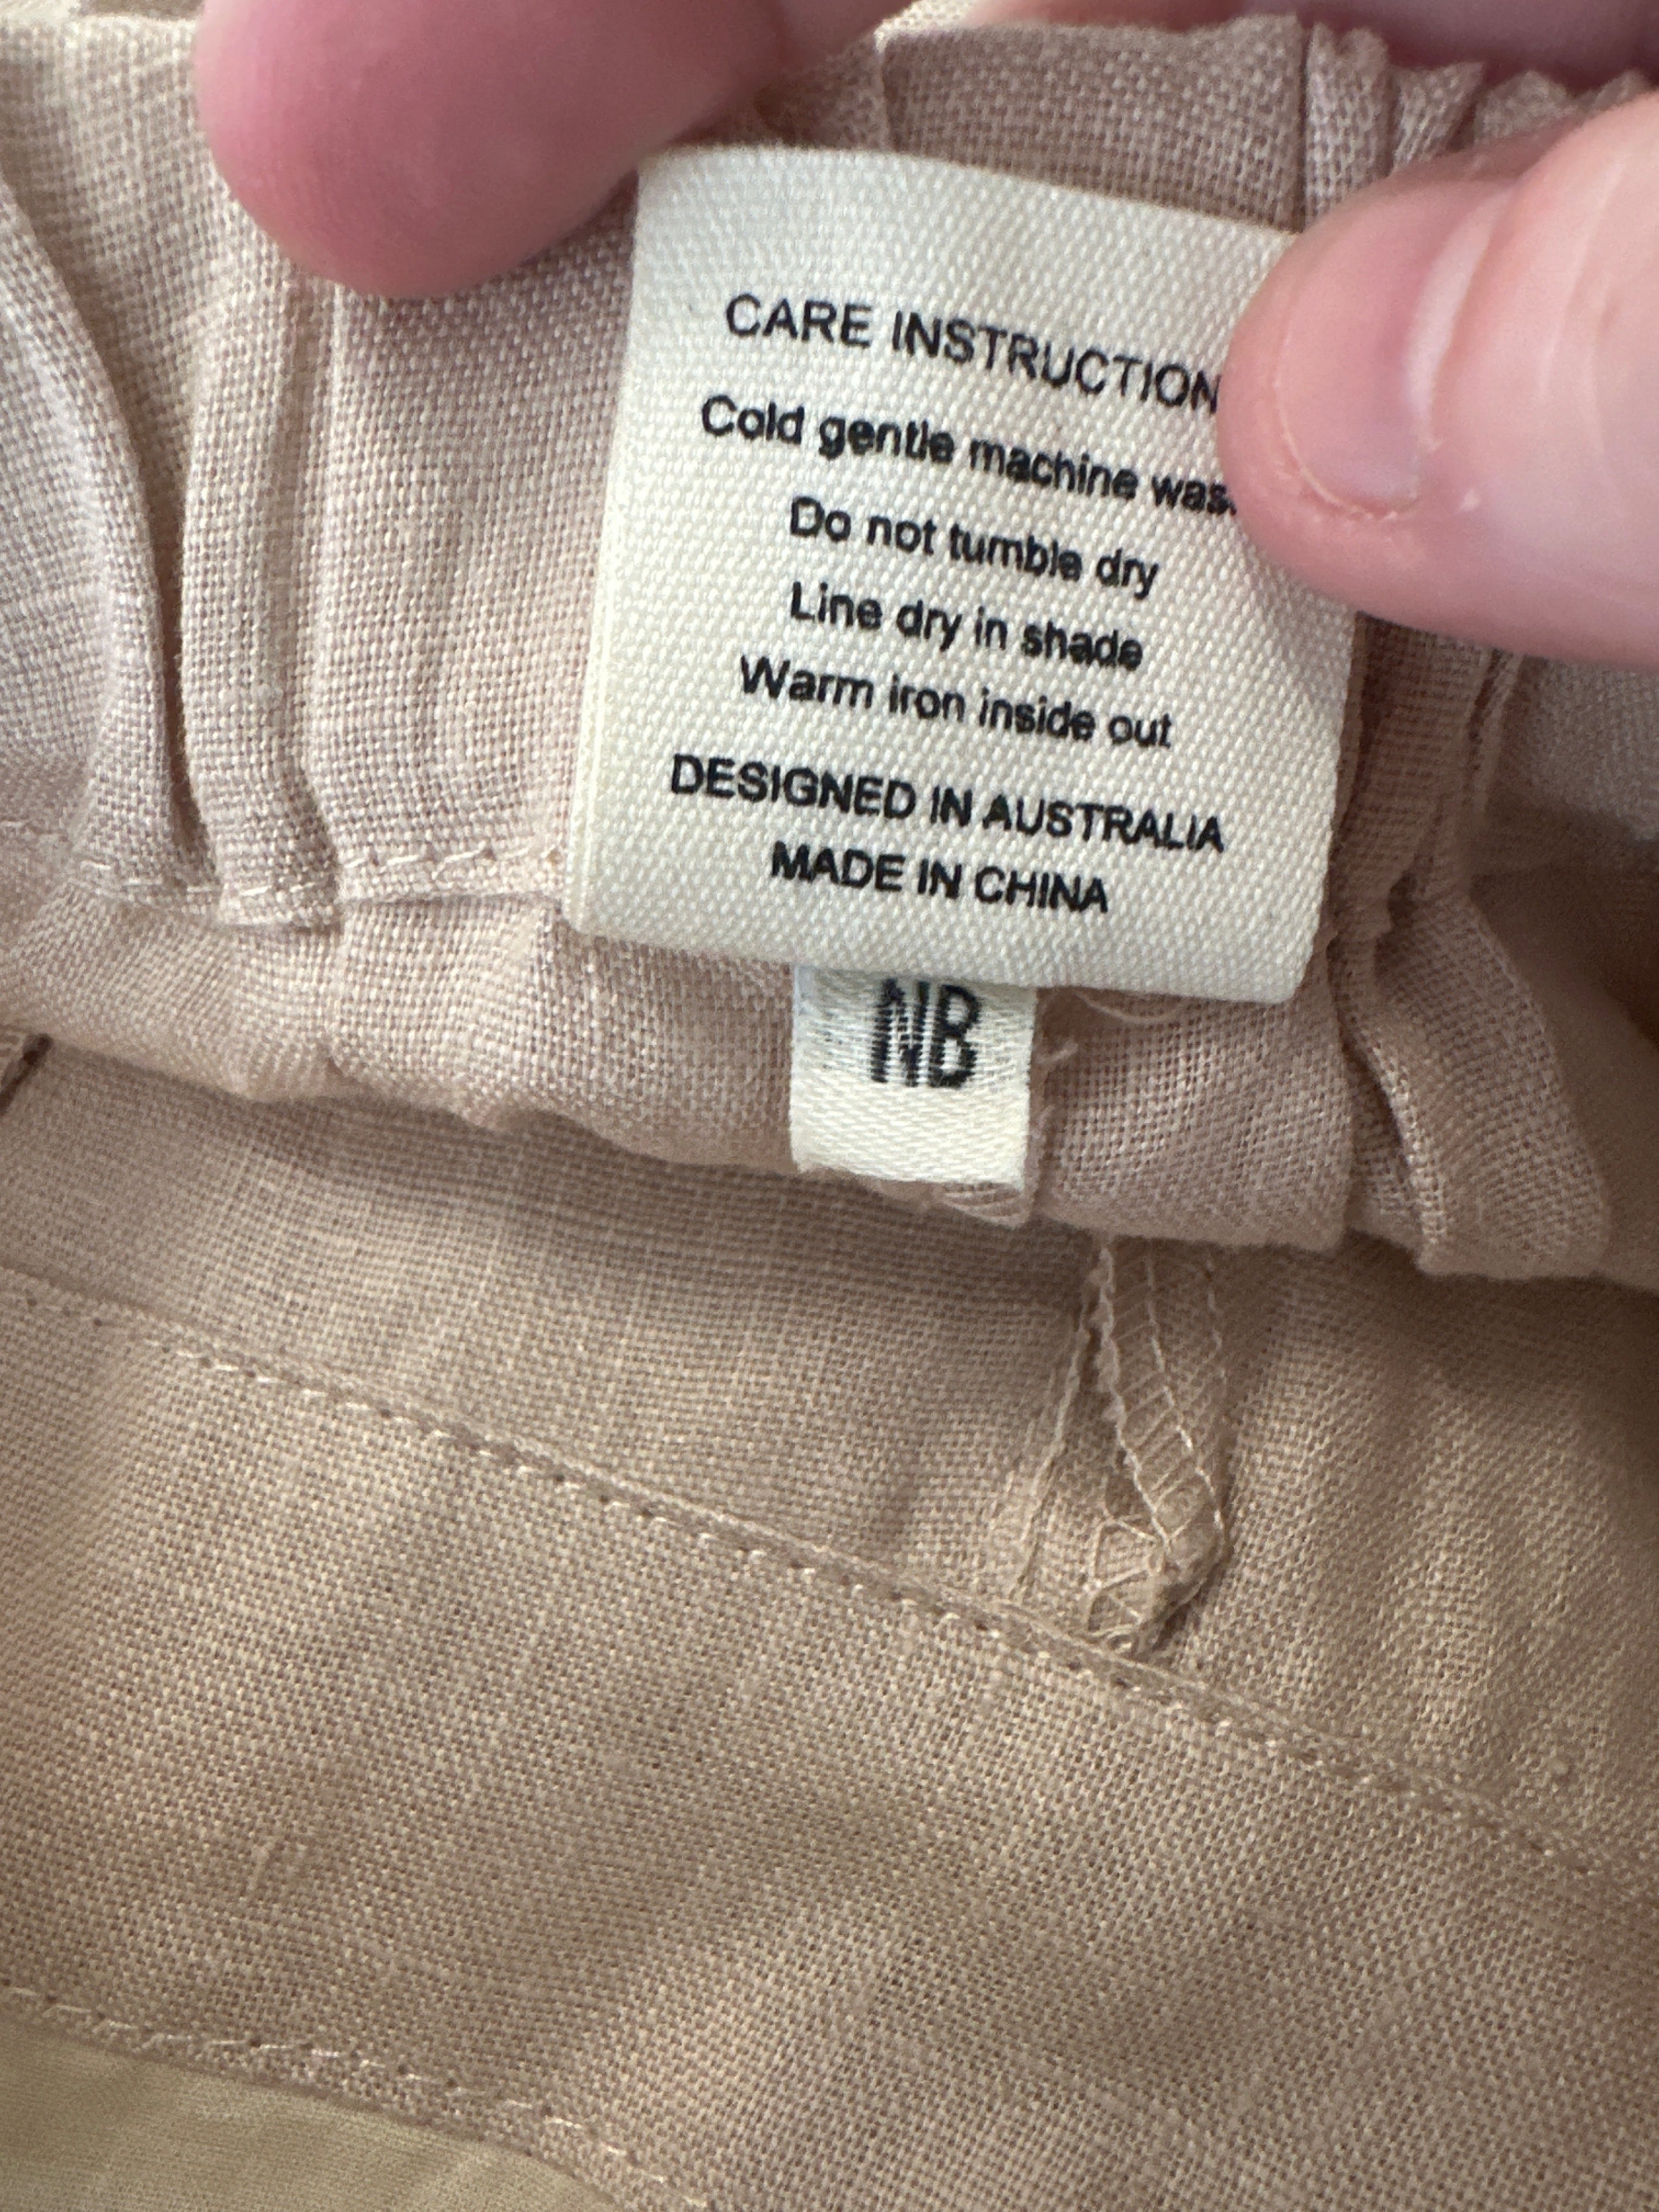 CARE INSTRUCTION
Cold gentle machine
Do not tumble dry
Line dry in shade
Warm iron inside out
DESIGNED IN AUSTRALIA
MADE IN CHINA
NB